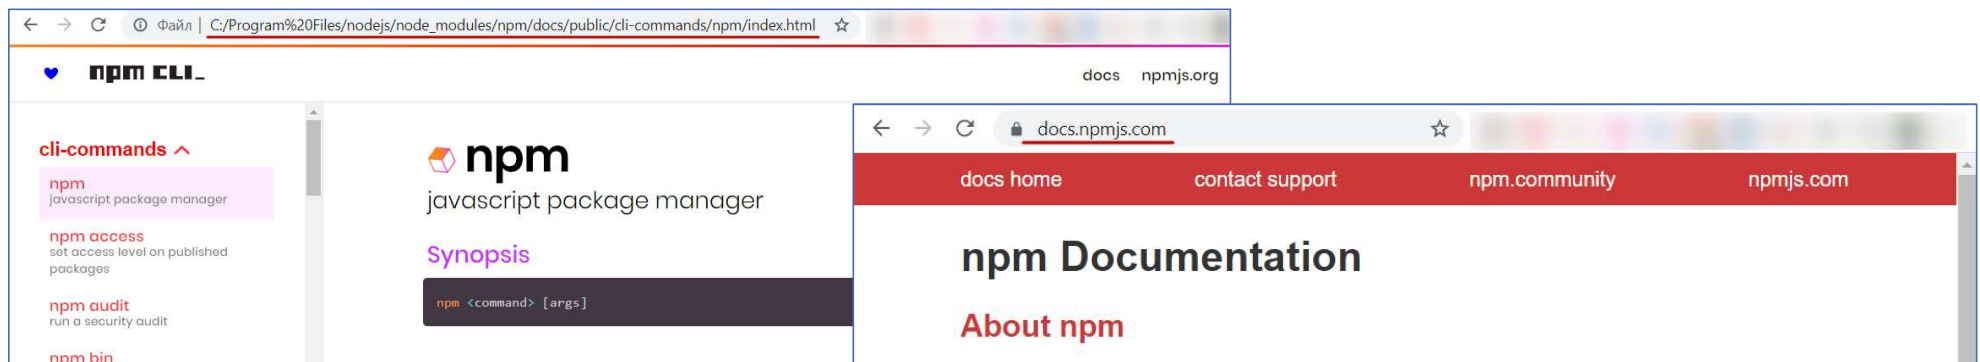 Файл | C:/Program%20Files/nodejs/node_modules/npm/docs/public/cli-commands/npm/index.html
npm CLI_
docs npmjs.org
cli-commands
npm
javascript package manager
npm access
set access level on published
packages
npm audit
run a security audit
npm bin
npm
javascript package manager
Synopsis
npm <command> [args]
docs.npmjs.com
docs home contact support npm.community npmjs.com
npm Documentation
About npm